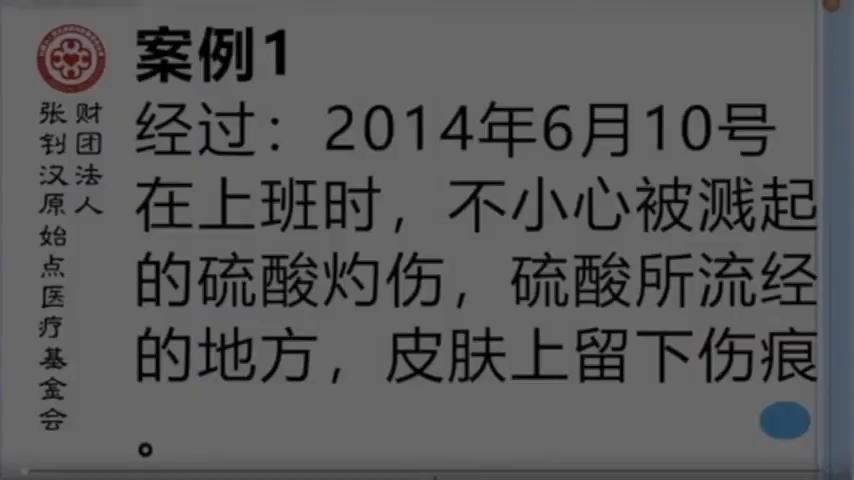 案例1
经过：2014年6月10号
在上班时，不小心被溅起
的硫酸灼伤，硫酸所流经
的地方，皮肤上留下伤痕
。
财团法人
张钊汉原始点医疗基金会